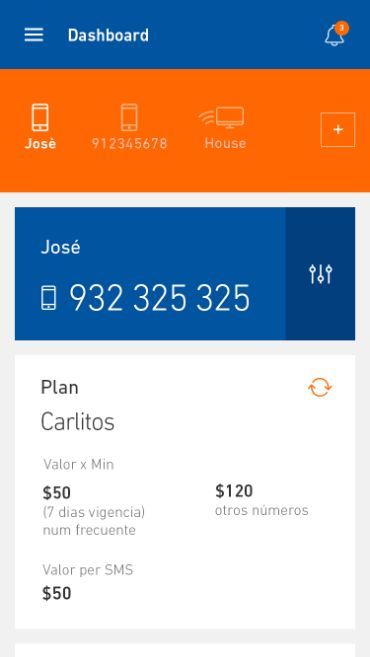 Dashboard
3
Josè
912345678
House
+
José
932 325 325
Plan
Carlitos
Valor x Min
$50
(7 dias vigencia)
num frecuente
$120
otros números
Valor per SMS
$50